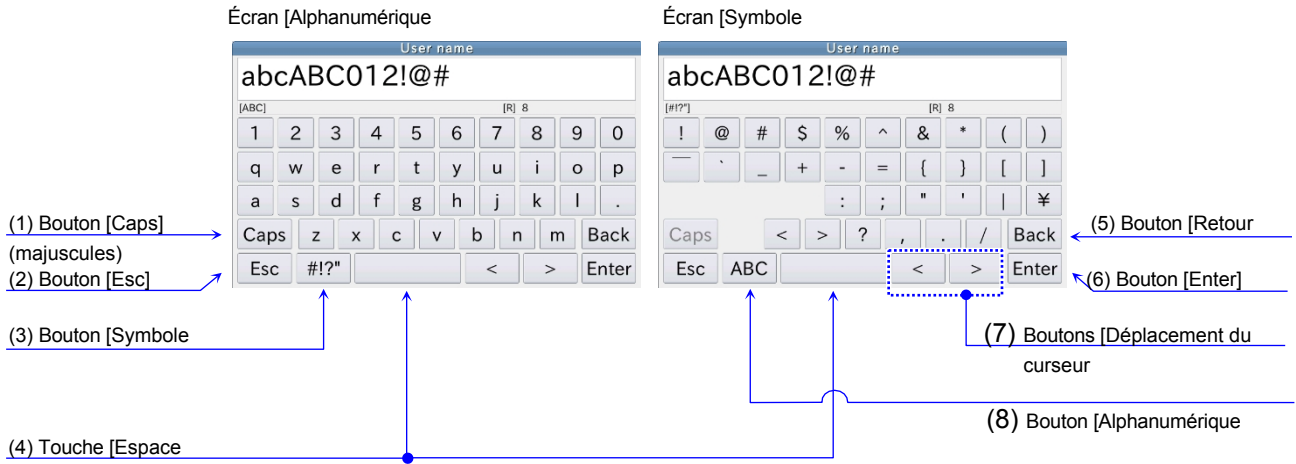 Écran [Alphanumérique
Écran [Symbole
User name
abcABC012!@#
[ABC] [R] 8
1 2 3 4 5 6 7 8 9 0
q w e r t y u i o p
a s d f g h j k l .
Caps z x c v b n m Back
Esc #!?" < > Enter
User name
abcABC012!@#
[#!?"] [R] 8
! @ # $ % ^ & * ( )
‾ ` _ + - = { } [ ]
: ; " ' | ¥
Caps < > ? , . / Back
Esc ABC < > Enter
(1) Bouton [Caps]
(majuscules)
(2) Bouton [Esc]
(3) Bouton [Symbole
(4) Touche [Espace
(5) Bouton [Retour
(6) Bouton [Enter]
(7) Boutons [Déplacement du
curseur
(8) Bouton [Alphanumérique